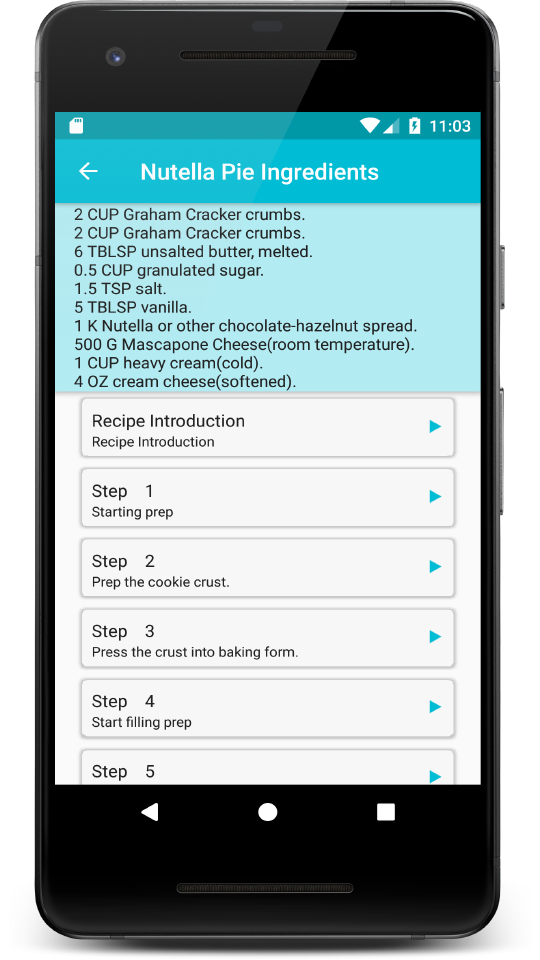 11:03
Nutella Pie Ingredients
2 CUP Graham Cracker crumbs.
2 CUP Graham Cracker crumbs.
6 TBLSP unsalted butter, melted.
0.5 CUP granulated sugar.
1.5 TSP salt.
5 TBLSP vanilla.
1 K Nutella or other chocolate-hazelnut spread.
500 G Mascapone Cheese(room temperature).
1 CUP heavy cream(cold).
4 OZ cream cheese(softened).
Recipe Introduction
Recipe Introduction
Step 1
Starting prep
Step 2
Prep the cookie crust.
Step 3
Press the crust into baking form.
Step 4
Start filling prep
Step 5